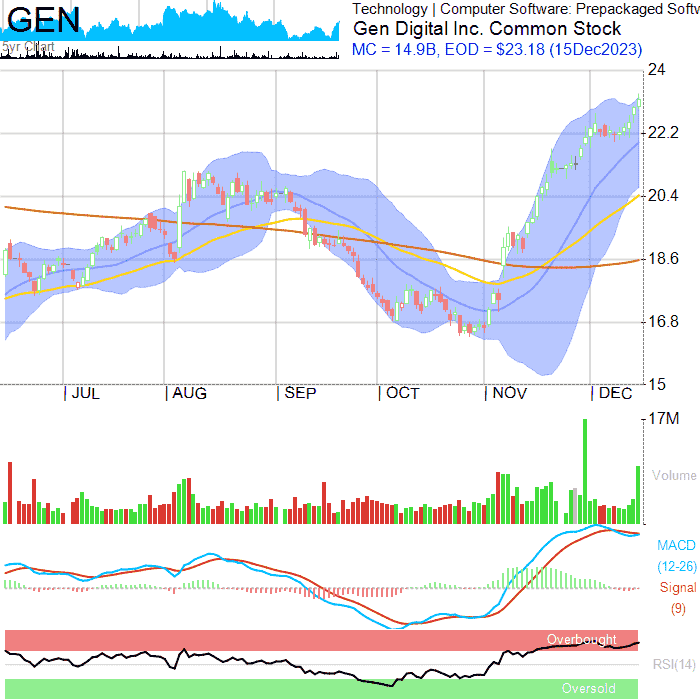 GEN
5yr Chart
Technology | Computer Software: Prepackaged Softw
Gen Digital Inc. Common Stock
MC = 14.9B, EOD = $23.18 (15Dec2023)
24
22.2
20.4
18.6
16.8
15
JUL AUG SEP OCT NOV DEC
17M
Volume
MACD
(12-26)
Signal
(9)
Overbought
RSI(14)
Oversold